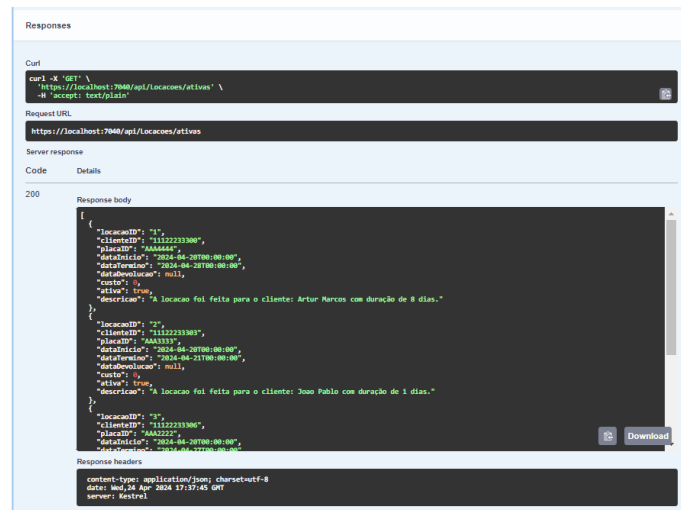 Responses
Curl
curl -X 'GET' \
'https://localhost:7040/api/Locacoes/ativas' \
-H 'accept: text/plain'
Request URL
https://localhost:7040/api/Locacoes/ativas
Server response
Code Details
200
Response body
[
{
"locacaoID": "1",
"clienteID": "11122233300",
"placaID": "AAA4444",
"dataInicio": "2024-04-20T00:00:00",
"dataTermino": "2024-04-28T00:00:00",
"dataDevolucao": null,
"custo": 0,
"ativa": true,
"descricao": "A locacao foi feita para o cliente: Artur Marcos com duração de 8 dias."
},
{
"locacaoID": "2",
"clienteID": "11122233303",
"placaID": "AAA3333",
"dataInicio": "2024-04-20T00:00:00",
"dataTermino": "2024-04-21T00:00:00",
"dataDevolucao": null,
"custo": 0,
"ativa": true,
"descricao": "A locacao foi feita para o cliente: Joao Pablo com duração de 1 dias."
},
{
"locacaoID": "3",
"clienteID": "11122233306",
"placaID": "AAA2222",
"dataInicio": "2024-04-20T00:00:00",
"dataTermino": "2024-04-27T00:00:00",
Download
Response headers
content-type: application/json; charset=utf-8
date: Wed,24 Apr 2024 17:37:45 GMT
server: Kestrel